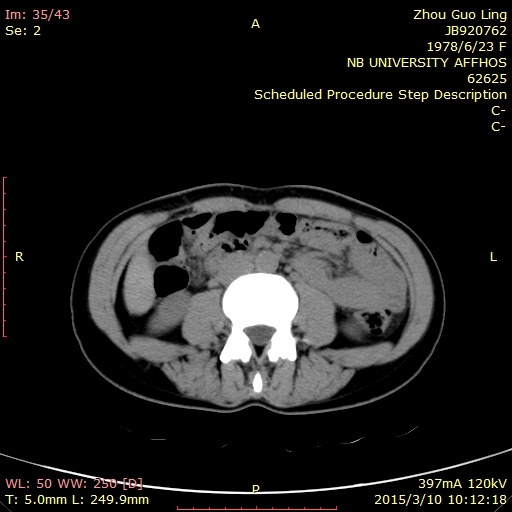 Im: 35/43
Se: 2
A
Zhou Guo Ling
JB920762
1978/6/23 F
NB UNIVERSITY AFFHOS
62625
Scheduled Procedure Step Description
C-
C-
R
L
WL: 50 WW: 250 [D]
T: 5.0mm L: 249.9mm
P
397mA 120kV
2015/3/10 10:12:18